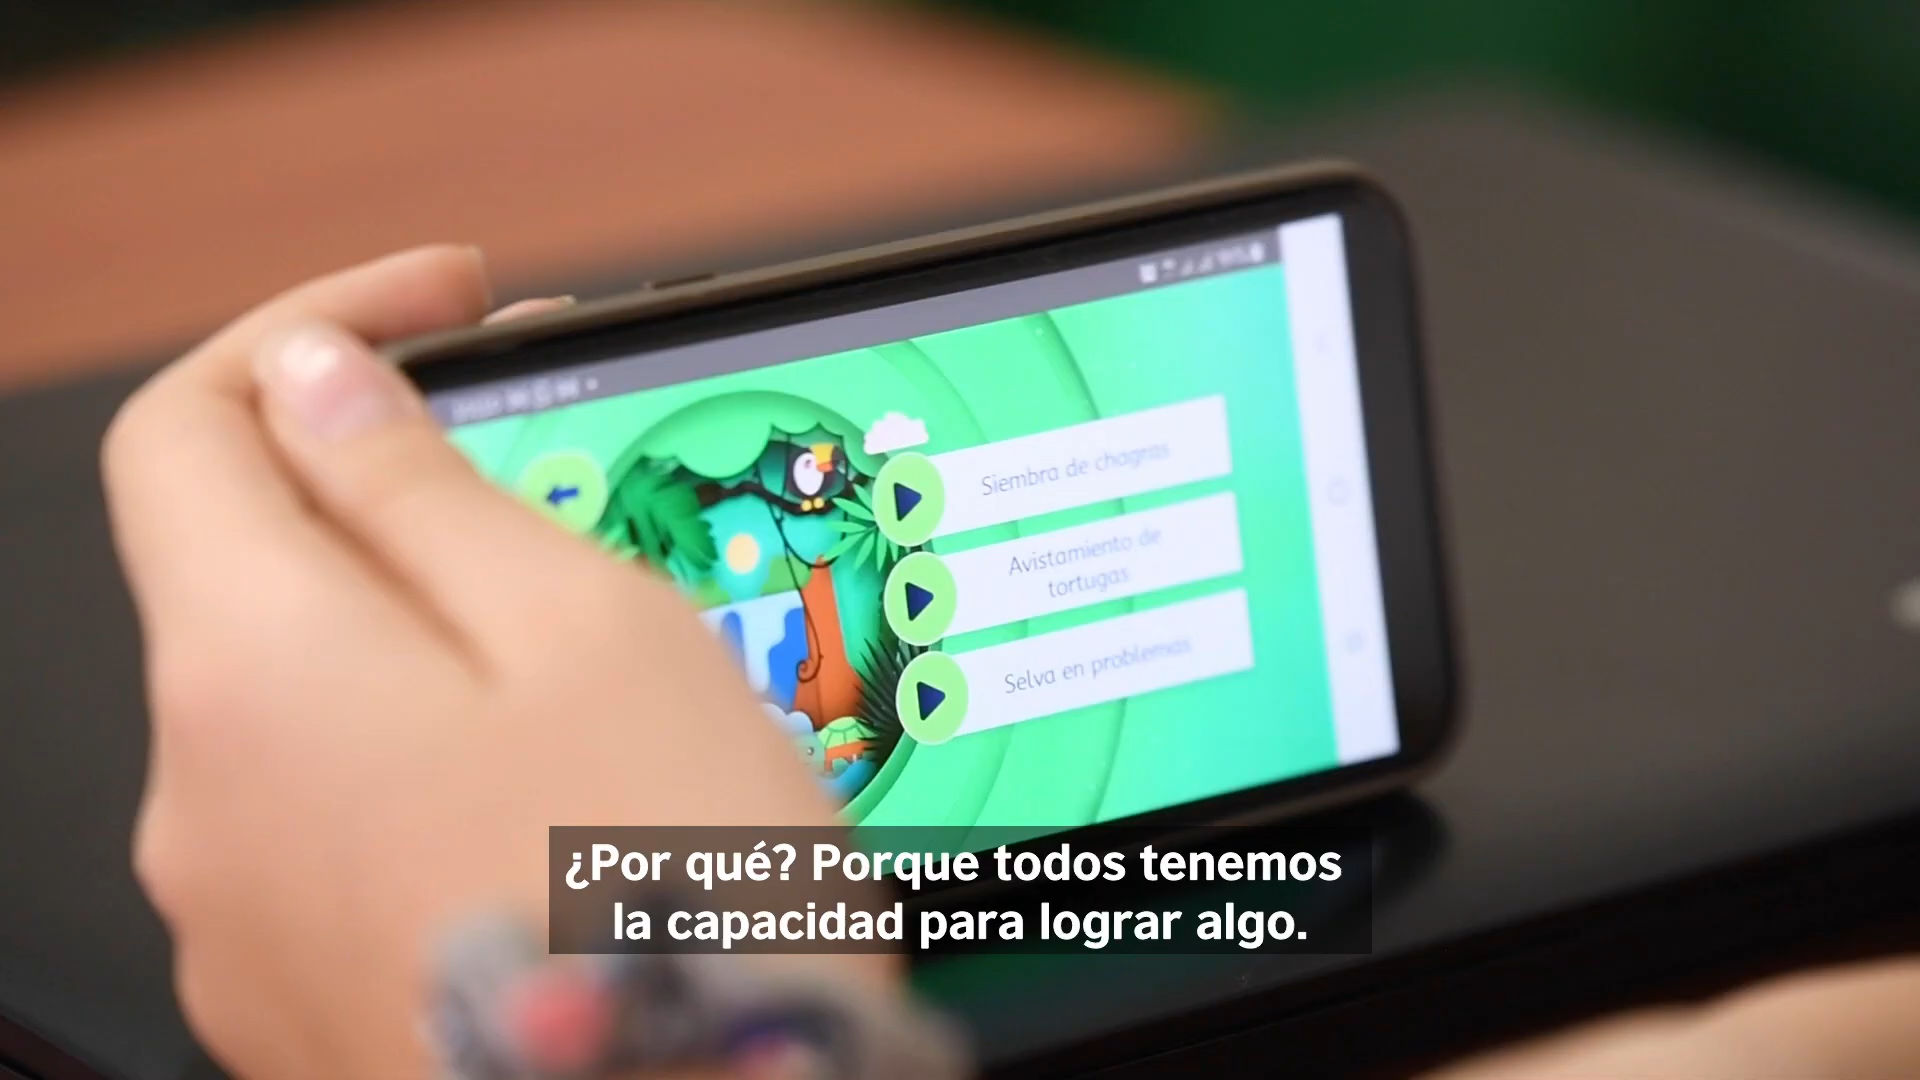 Siembra de chagras
Avistamiento de
tortugas
Selva en problemas
¿Por qué? Porque todos tenemos
la capacidad para lograr algo.